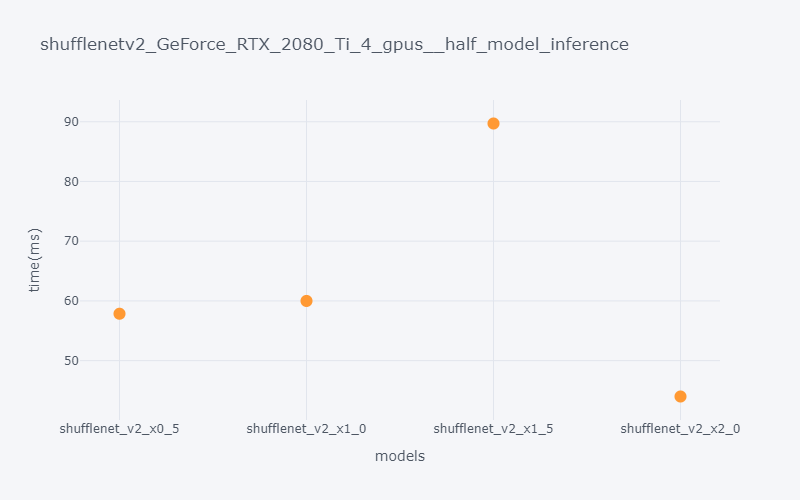 shufflenetv2_GeForce_RTX_2080_Ti_4_gpus__half_model_inference
90
80
70
60
50
time(ms)
shufflenet_v2_x0_5
shufflenet_v2_x1_0
shufflenet_v2_x1_5
shufflenet_v2_x2_0
models